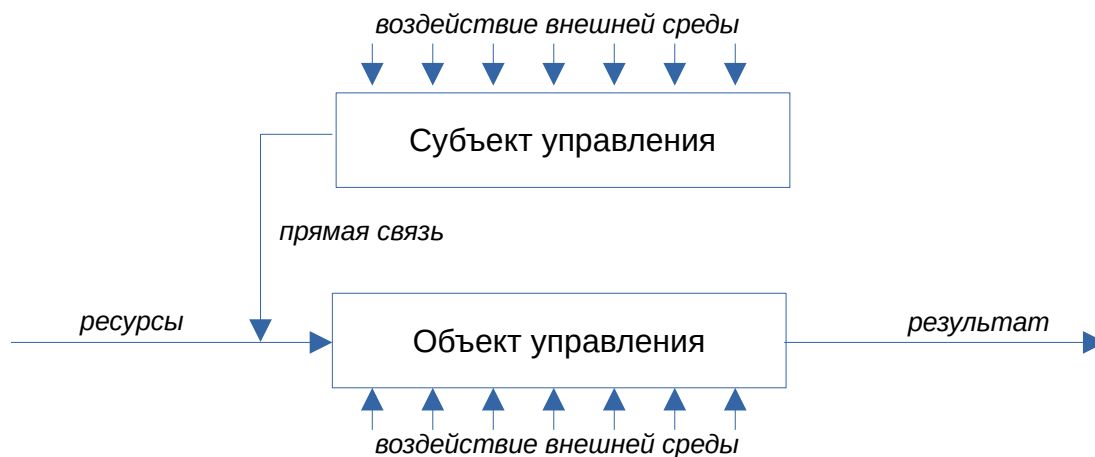 воздействие внешней среды
Субъект управления
прямая связь
ресурсы
Объект управления
результат
воздействие внешней среды